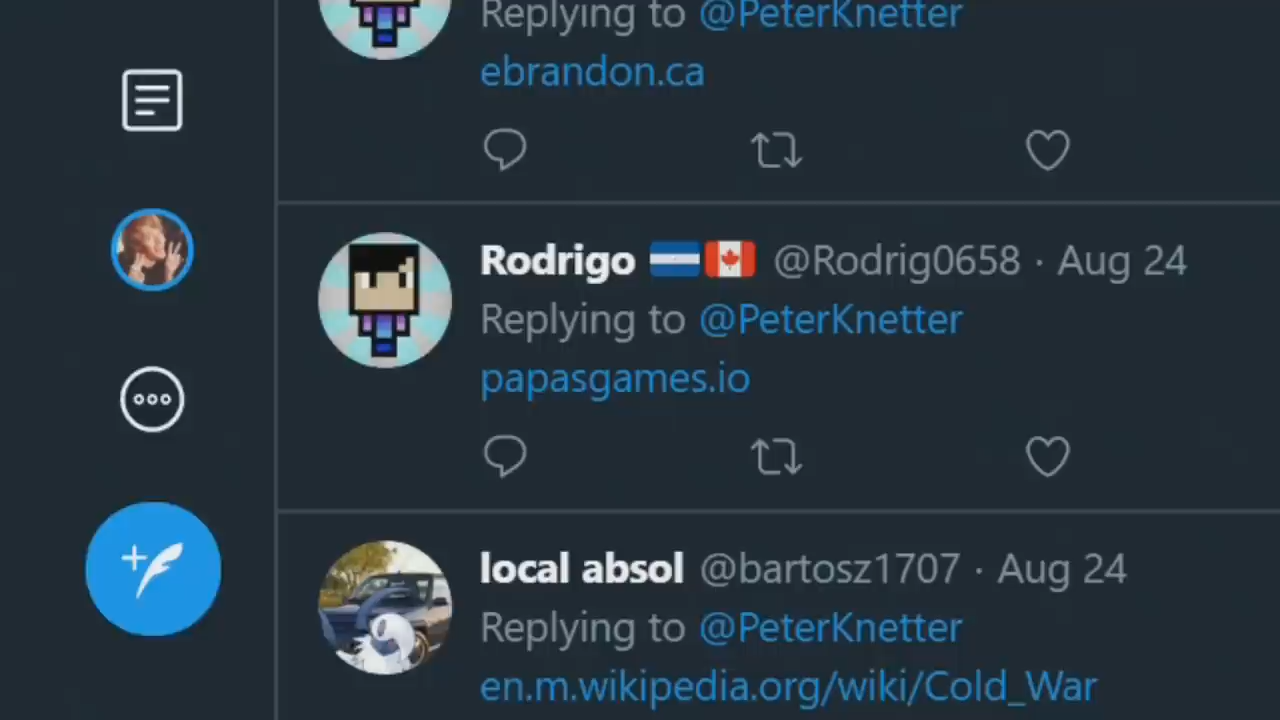 Replying to @PeterKnetter
ebrandon.ca
Rodrigo @Rodrig0658 · Aug 24
Replying to @PeterKnetter
papasgames.io
local absol @bartosz1707 · Aug 24
Replying to @PeterKnetter
en.m.wikipedia.org/wiki/Cold_War